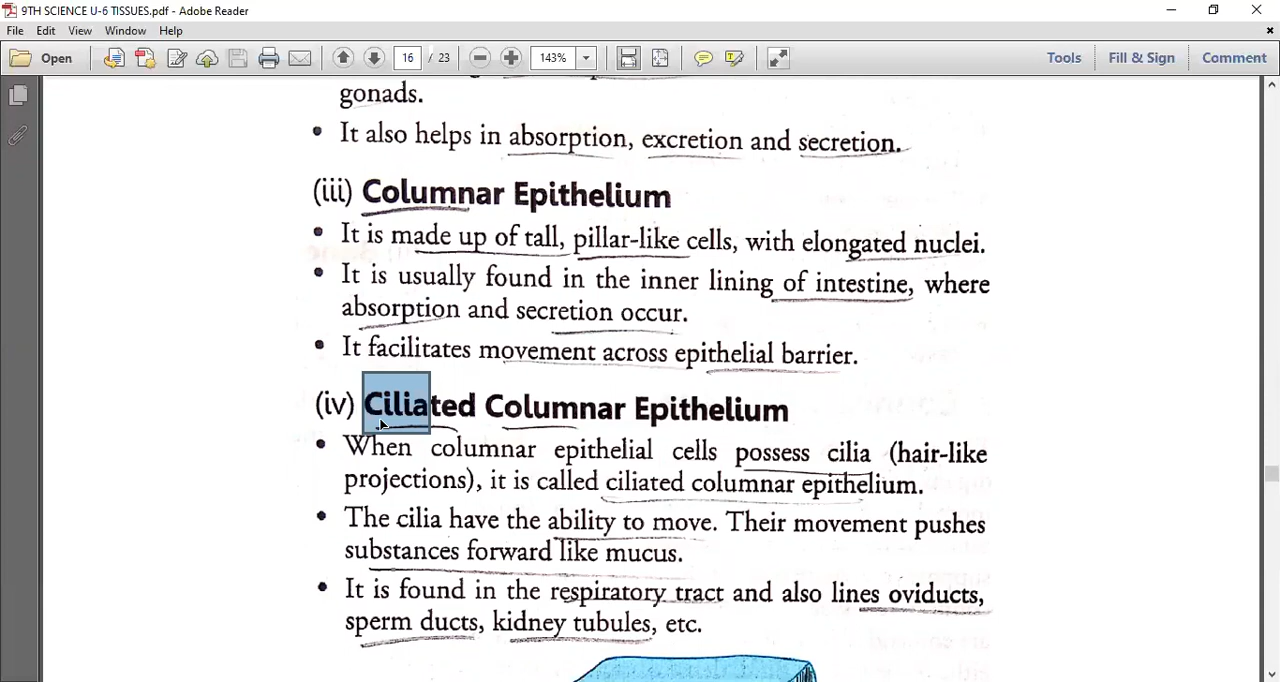 9TH SCIENCE U-6 TISSUES.pdf - Adobe Reader
File Edit View Window Help
Open 16 / 23 143% Tools Fill & Sign Comment
gonads.
• It also helps in absorption, excretion and secretion.
(iii) Columnar Epithelium
• It is made up of tall, pillar-like cells, with elongated nuclei.
• It is usually found in the inner lining of intestine, where
absorption and secretion occur.
• It facilitates movement across epithelial barrier.
(iv) Ciliated Columnar Epithelium
• When columnar epithelial cells possess cilia (hair-like
projections), it is called ciliated columnar epithelium.
• The cilia have the ability to move. Their movement pushes
substances forward like mucus.
• It is found in the respiratory tract and also lines oviducts,
sperm ducts, kidney tubules, etc.